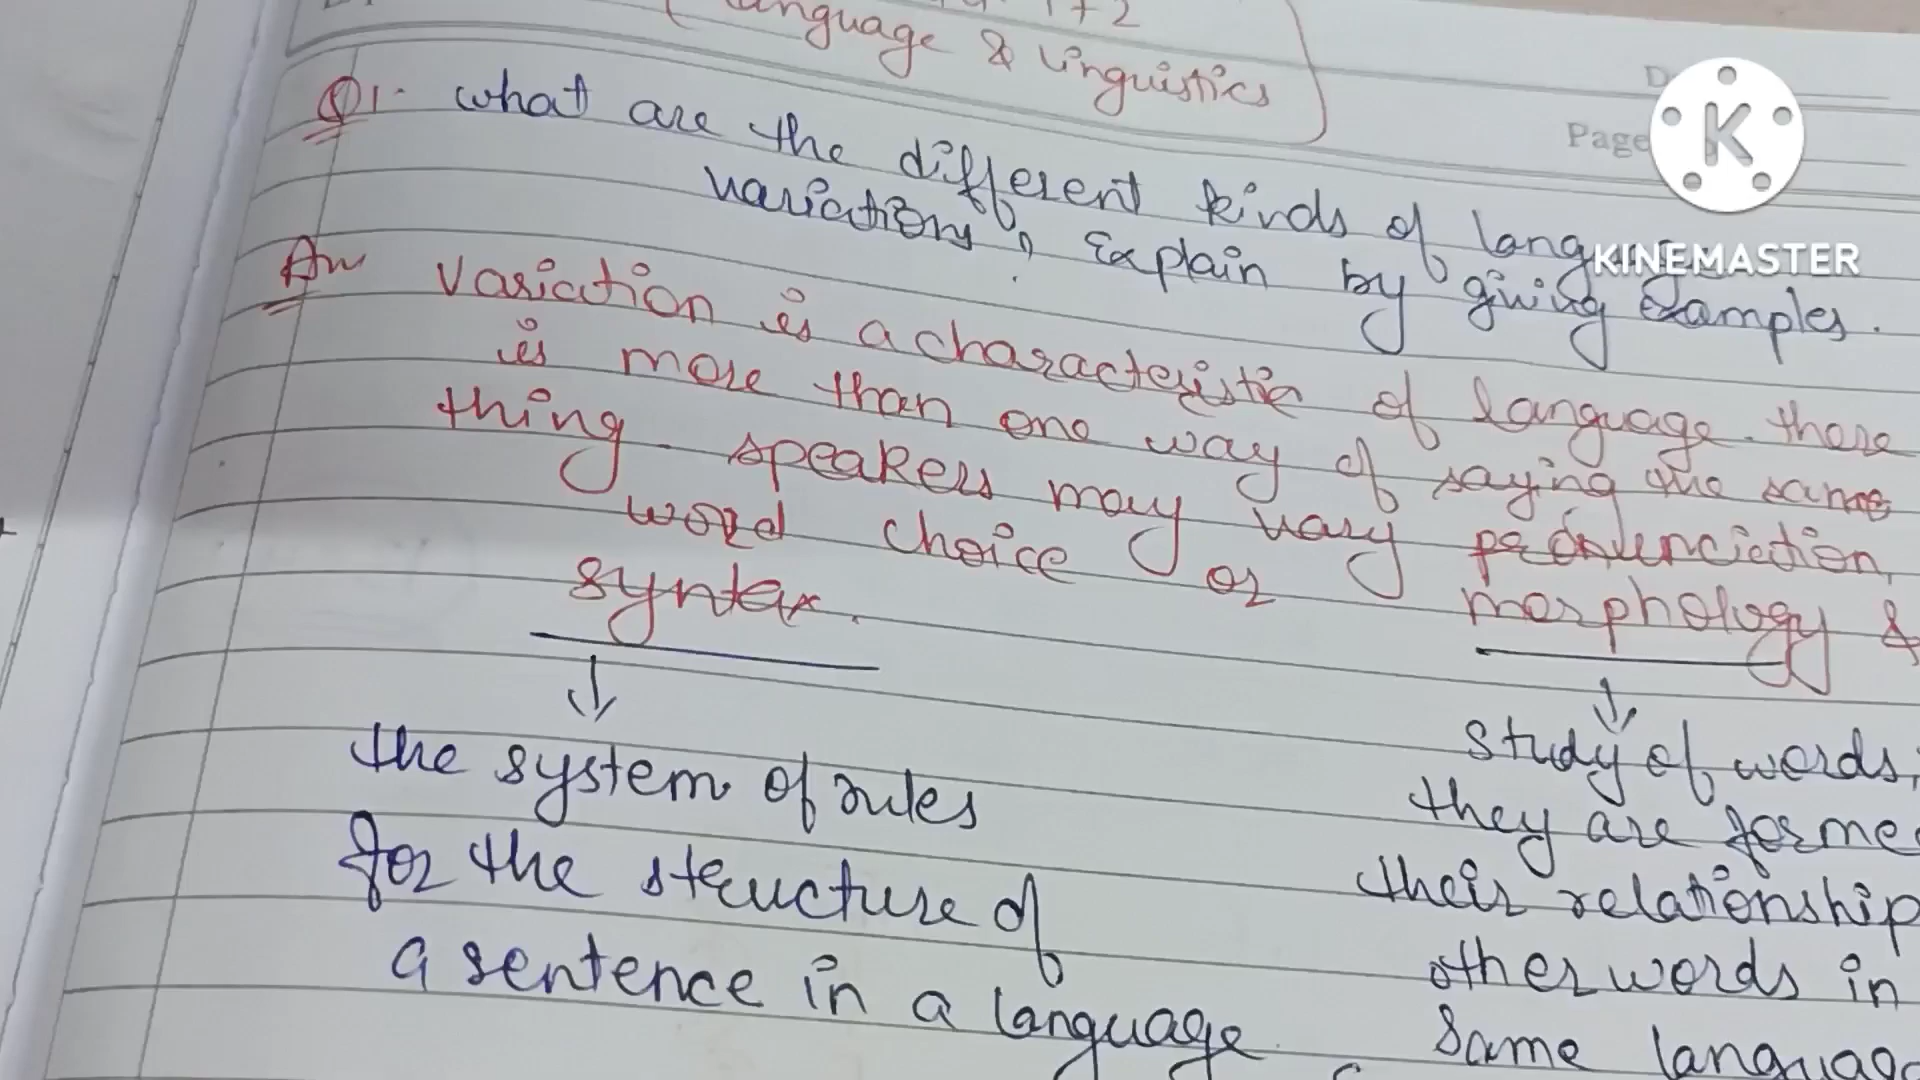 1+2
Language & linguistics
Page
K
KINEMASTER
Q1. what are the different kinds of language
variations? Explain by giving Examples.
Ans Variation is a characteristic of language. there
is more than one way of saying the same
thing. speakers may vary pronunciation,
word choice or morphology &
syntax.
the system of rules
for the structure of
a sentence in a language
Study of words,
they are forme
their relationship
other words in
Same languag